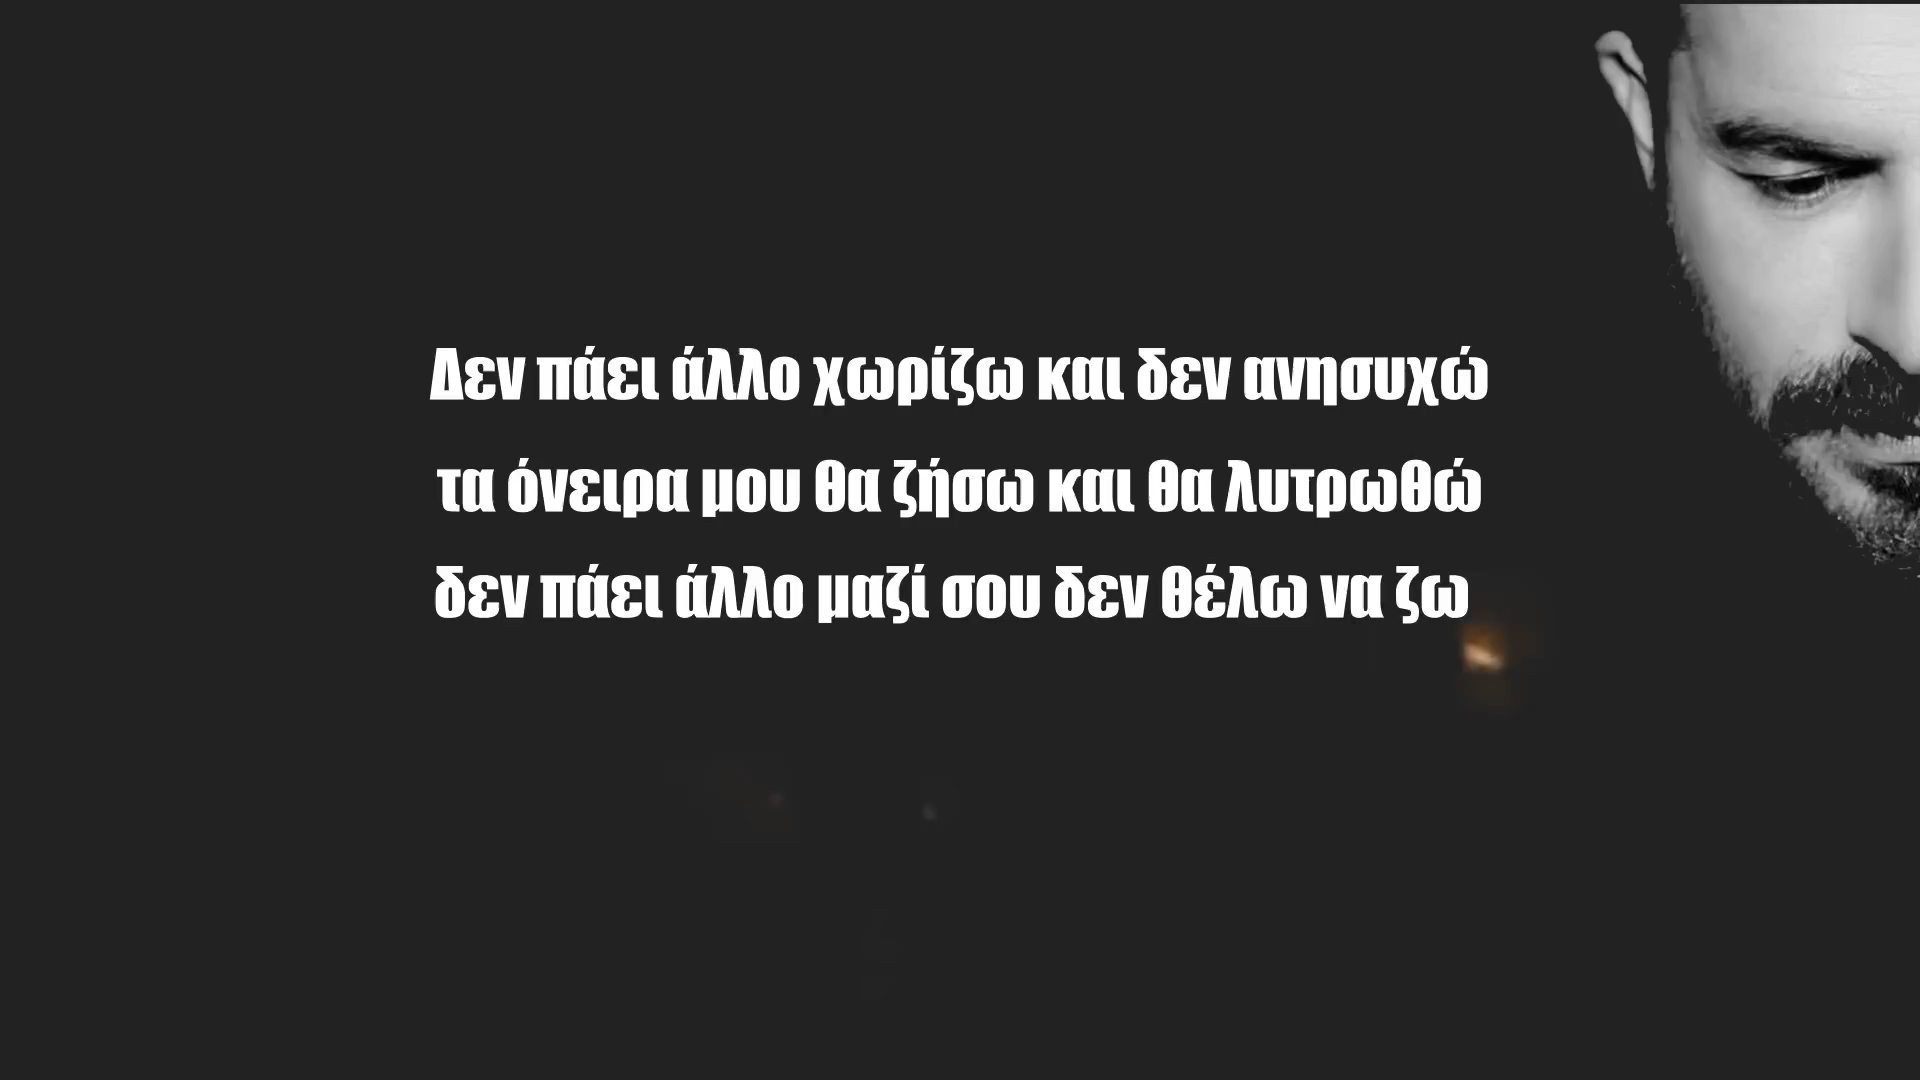 Δεν πάει άλλο χωρίζω και δεν ανησυχώ
τα όνειρα μου θα ζήσω και θα λυτρωθώ
δεν πάει άλλο μαζί σου δεν θέλω να ζω